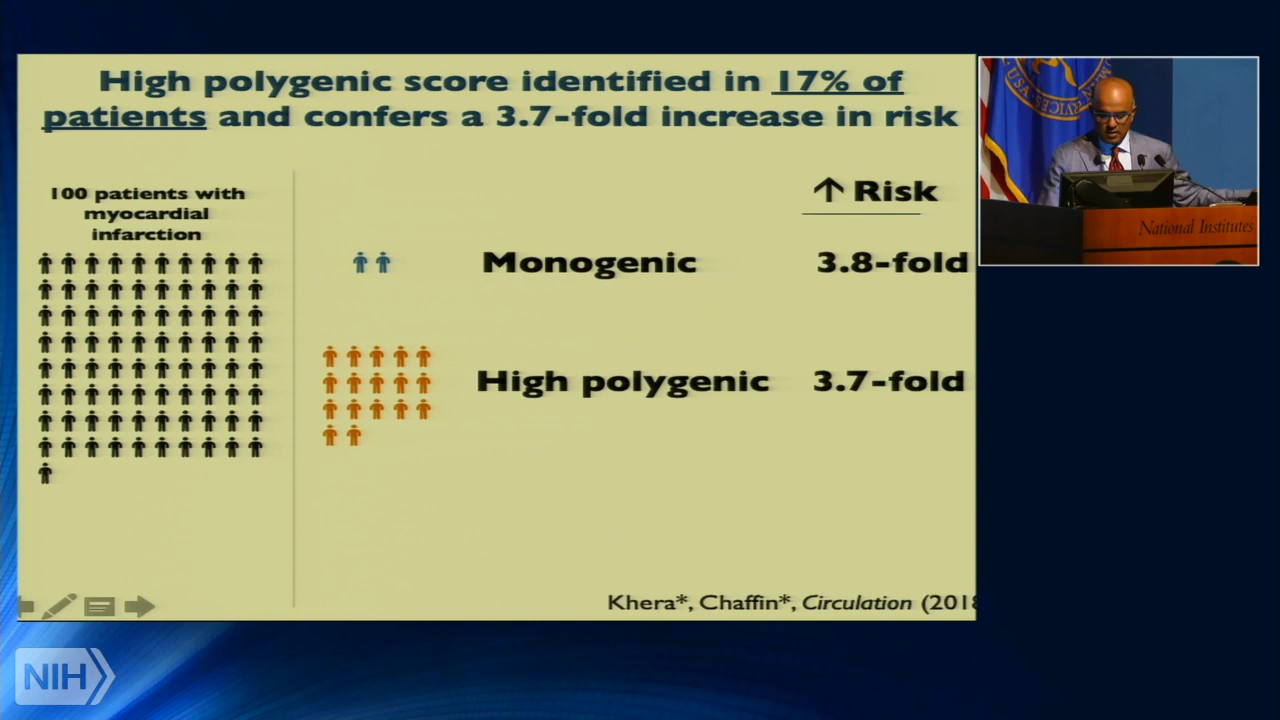 High polygenic score identified in 17% of
patients and confers a 3.7-fold increase in risk
100 patients with
myocardial
infarction
↑ Risk
Monogenic 3.8-fold
High polygenic 3.7-fold
Khera*, Chaffin*, Circulation (2018
National Institutes
NIH